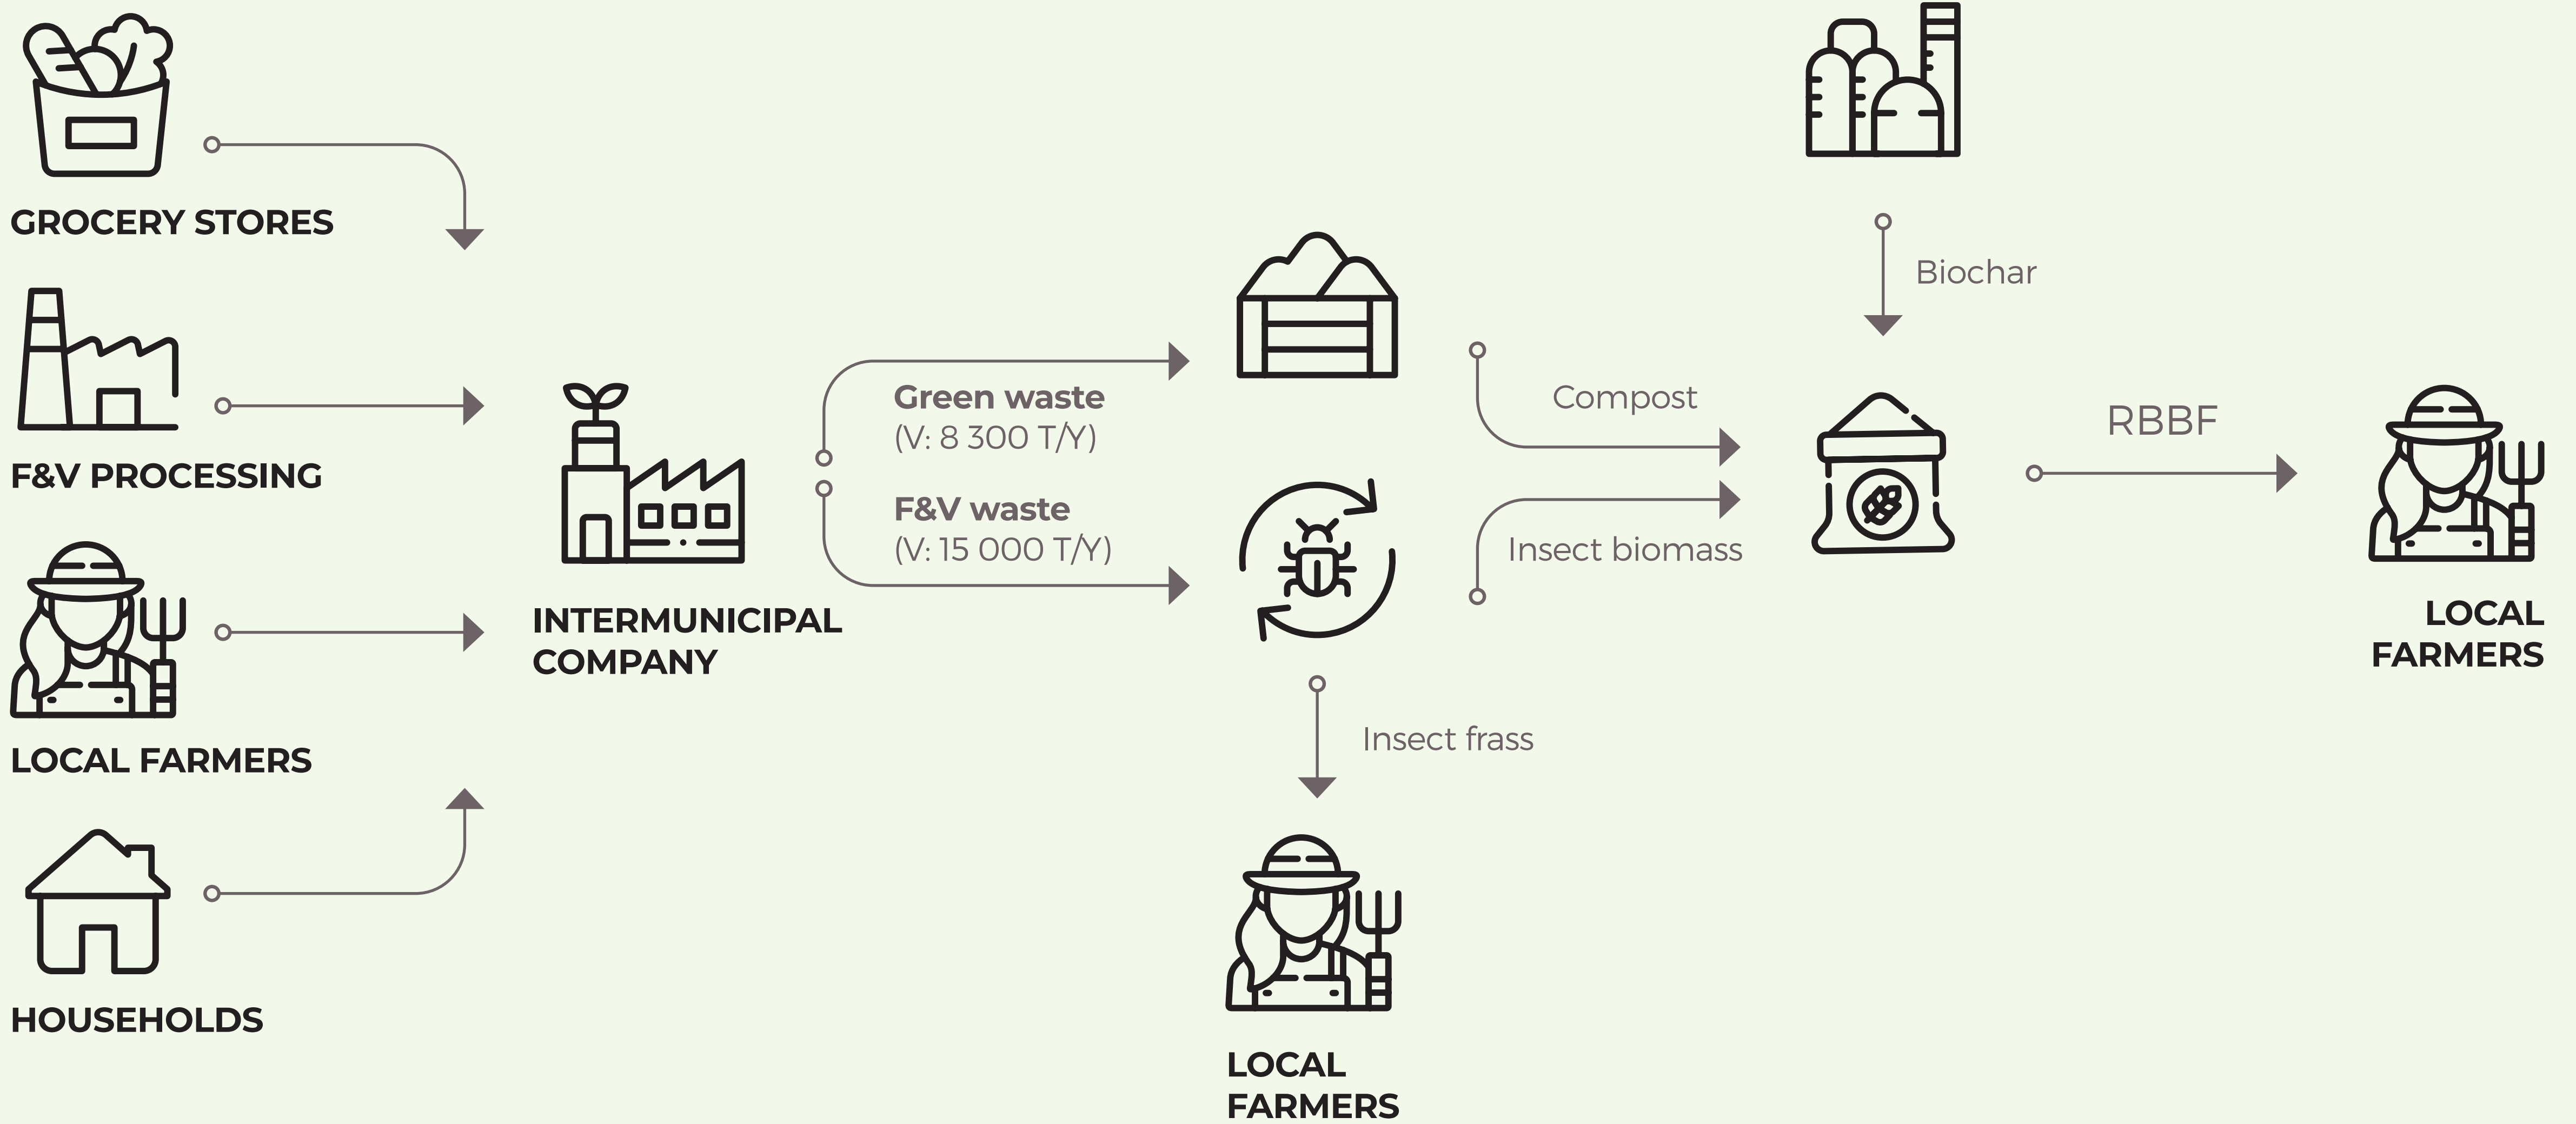 GROCERY STORES
F&V PROCESSING
LOCAL FARMERS
HOUSEHOLDS
INTERMUNICIPAL
COMPANY
Green waste
(V: 8 300 T/Y)
F&V waste
(V: 15 000 T/Y)
Insect frass
LOCAL
FARMERS
Compost
Insect biomass
Biochar
RBBF
LOCAL
FARMERS